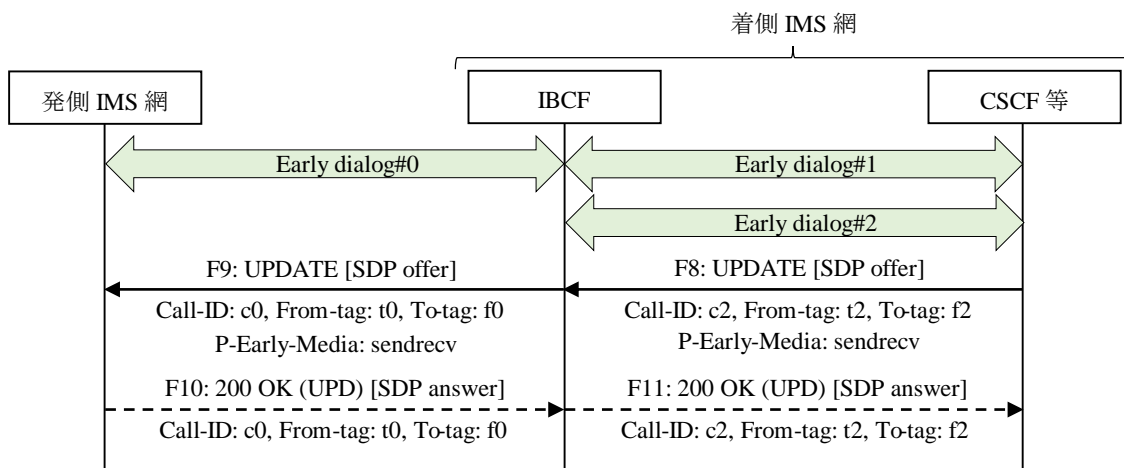 着側 IMS 網
発側 IMS 網
IBCF
CSCF 等
Early dialog#0
Early dialog#1
Early dialog#2
F9: UPDATE [SDP offer]
F8: UPDATE [SDP offer]
Call-ID: c0, From-tag: t0, To-tag: f0
Call-ID: c2, From-tag: t2, To-tag: f2
P-Early-Media: sendrecv
P-Early-Media: sendrecv
F10: 200 OK (UPD) [SDP answer]
F11: 200 OK (UPD) [SDP answer]
Call-ID: c0, From-tag: t0, To-tag: f0
Call-ID: c2, From-tag: t2, To-tag: f2